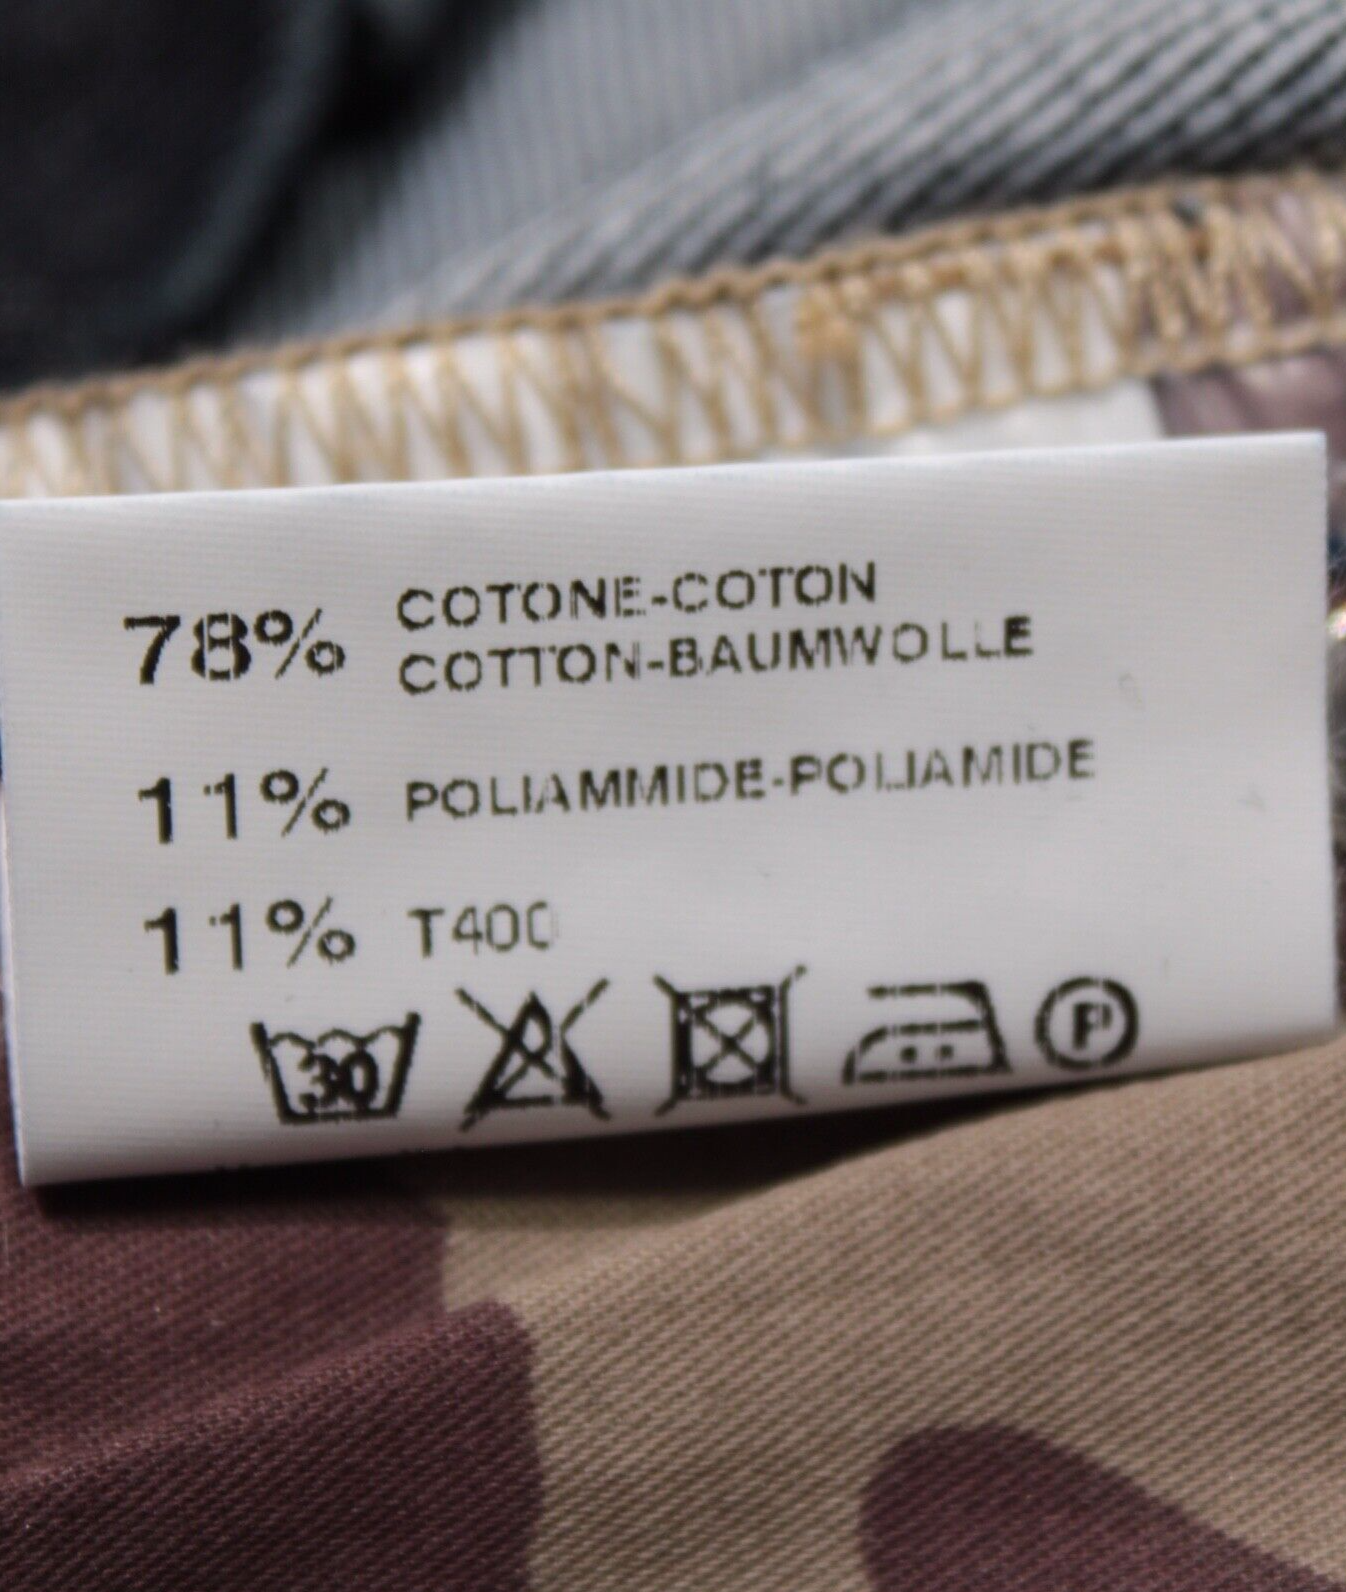 78% COTONE-COTON
COTTON-BAUMWOLLE
11% POLIAMMIDE-POLIAMIDE
11% T400
30 P